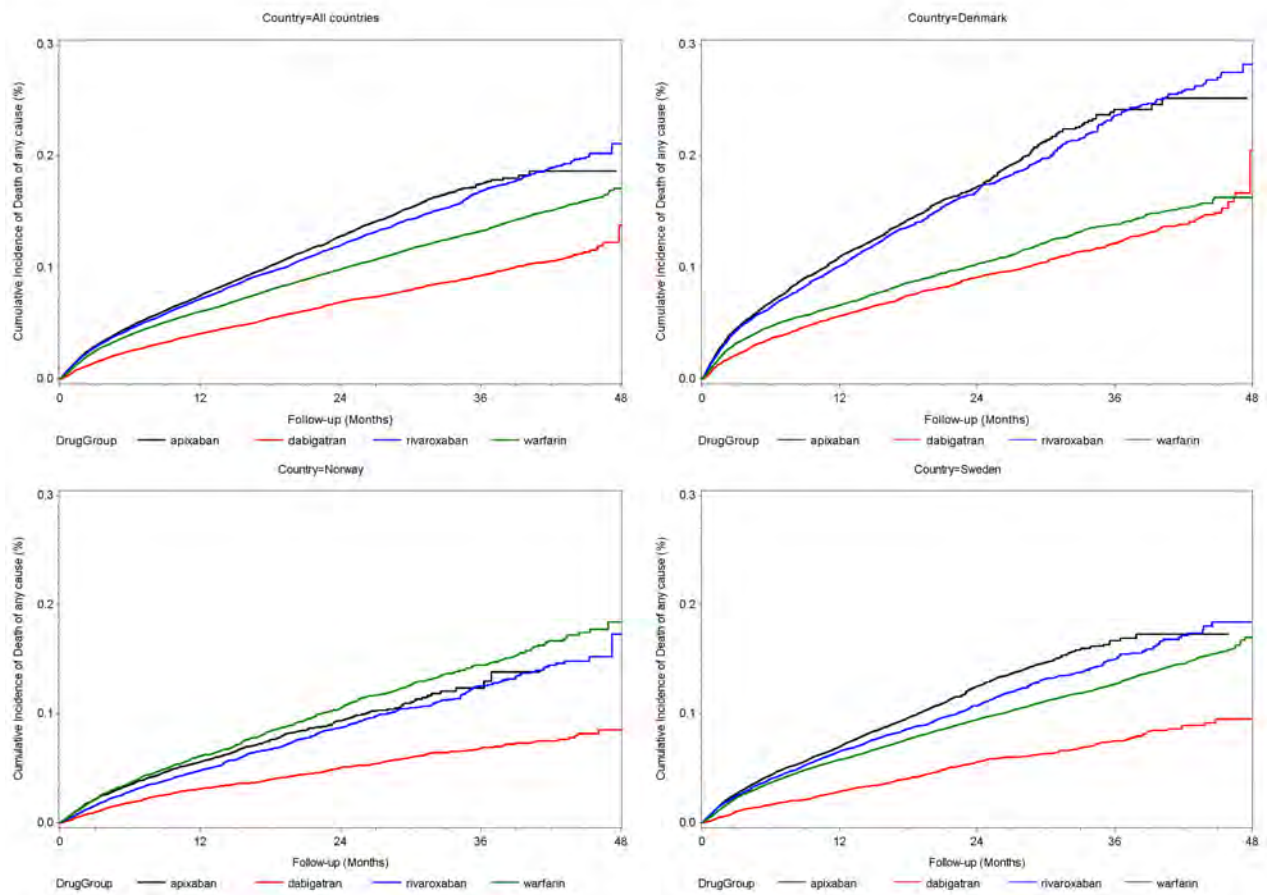 Country=All countries
Cumulative Incidence of Death of any cause (%)
0.3
0.2
0.1
0.0
0 12 24 36 48
Follow-up (Months)
DrugGroup apixaban dabigatran rivaroxaban warfarin
Country=Denmark
Cumulative Incidence of Death of any cause (%)
0.3
0.2
0.1
0.0
0 12 24 36 48
Follow-up (Months)
DrugGroup apixaban dabigatran rivaroxaban warfarin
Country=Norway
Cumulative Incidence of Death of any cause (%)
0.3
0.2
0.1
0.0
0 12 24 36 48
Follow-up (Months)
DrugGroup apixaban dabigatran rivaroxaban warfarin
Country=Sweden
Cumulative Incidence of Death of any cause (%)
0.3
0.2
0.1
0.0
0 12 24 36 48
Follow-up (Months)
DrugGroup apixaban dabigatran rivaroxaban warfarin